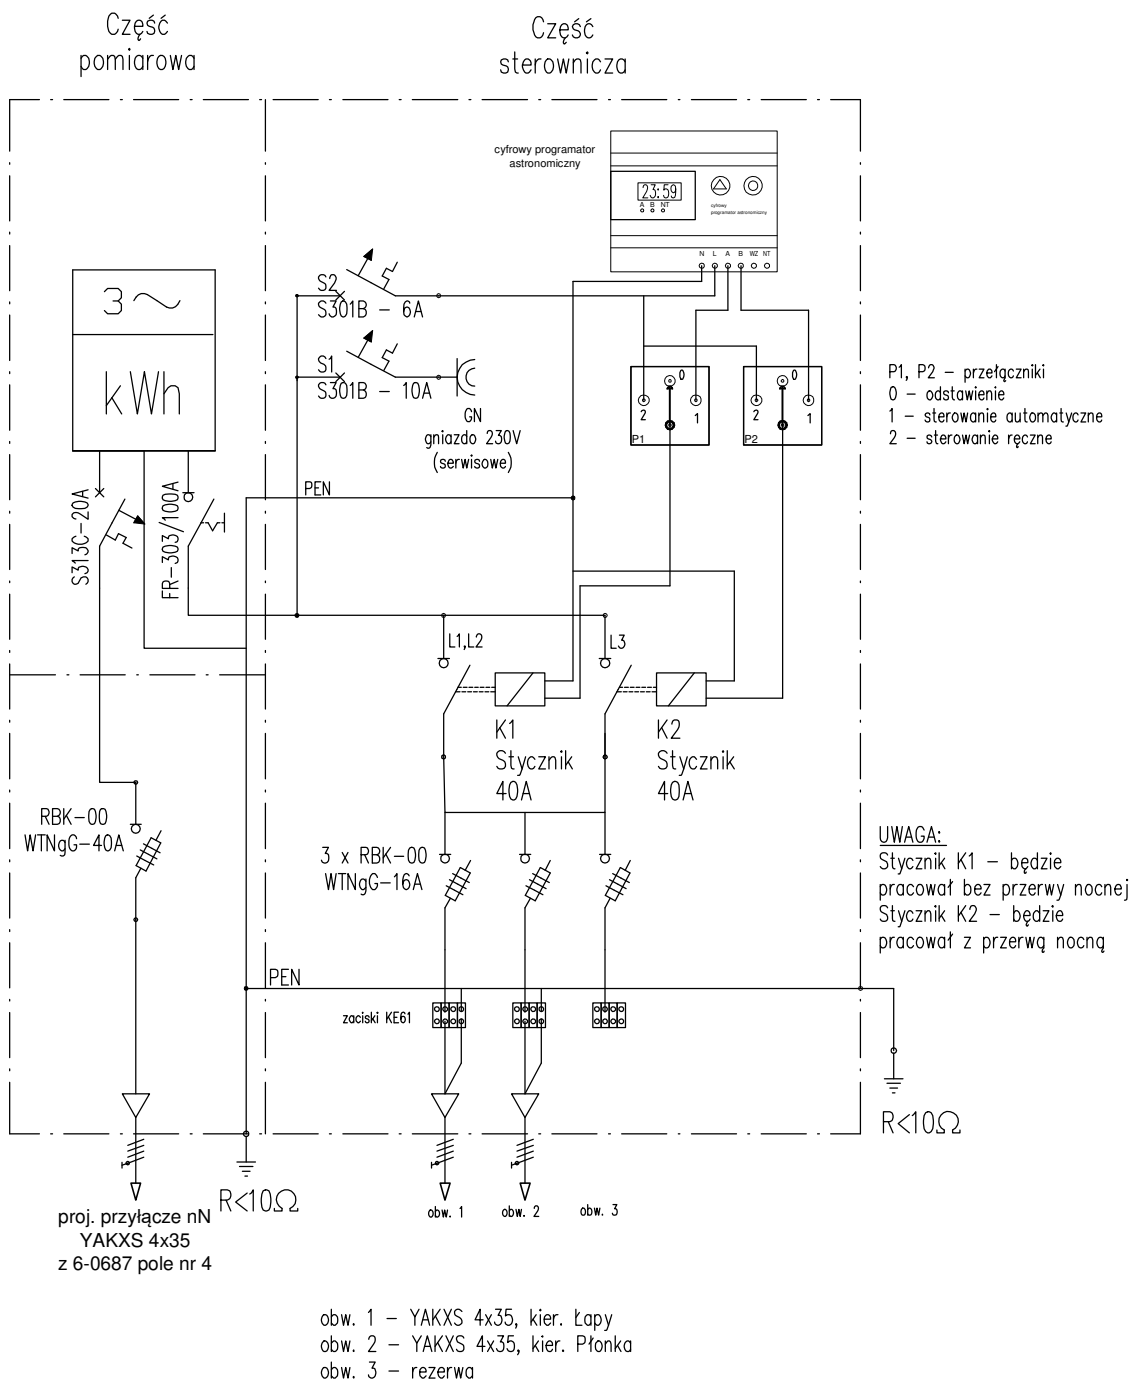 Część
pomiarowa
Część
sterownicza
cyfrowy programator
astronomiczny
23:59
A B NT
cyfrowy
programator astronomiczny
N L A B WZ NT
3
kWh
S2
S301B - 6A
S1
S301B - 10A
GN
gniazdo 230V
(serwisowe)
0
2
1
P1
0
2
1
P2
P1, P2 - przełączniki
0 - odstawienie
1 - sterowanie automatyczne
2 - sterowanie ręczne
S313C-20A
FR-303/100A
PEN
L1,L2
L3
K1
Stycznik
40A
K2
Stycznik
40A
RBK-00
WTNgG-40A
3 x RBK-00
WTNgG-16A
UWAGA:
Stycznik K1 - będzie
pracował bez przerwy nocnej
Stycznik K2 - będzie
pracował z przerwą nocną
PEN
zaciski KE61
R<10Ω
R<10Ω
proj. przyłącze nN
YAKXS 4x35
z 6-0687 pole nr 4
obw. 1
obw. 2
obw. 3
obw. 1 - YAKXS 4x35, kier. Łapy
obw. 2 - YAKXS 4x35, kier. Płonka
obw. 3 - rezerwa